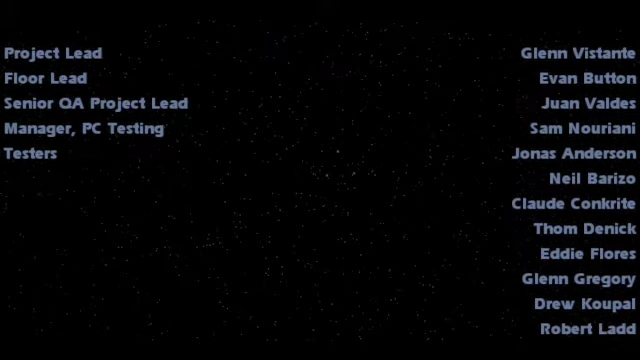 Project Lead Glenn Vistante
Floor Lead Evan Button
Senior QA Project Lead Juan Valdes
Manager, PC Testing Sam Nouriani
Testers Jonas Anderson
Neil Barizo
Claude Conkrite
Thom Denick
Eddie Flores
Glenn Gregory
Drew Koupal
Robert Ladd